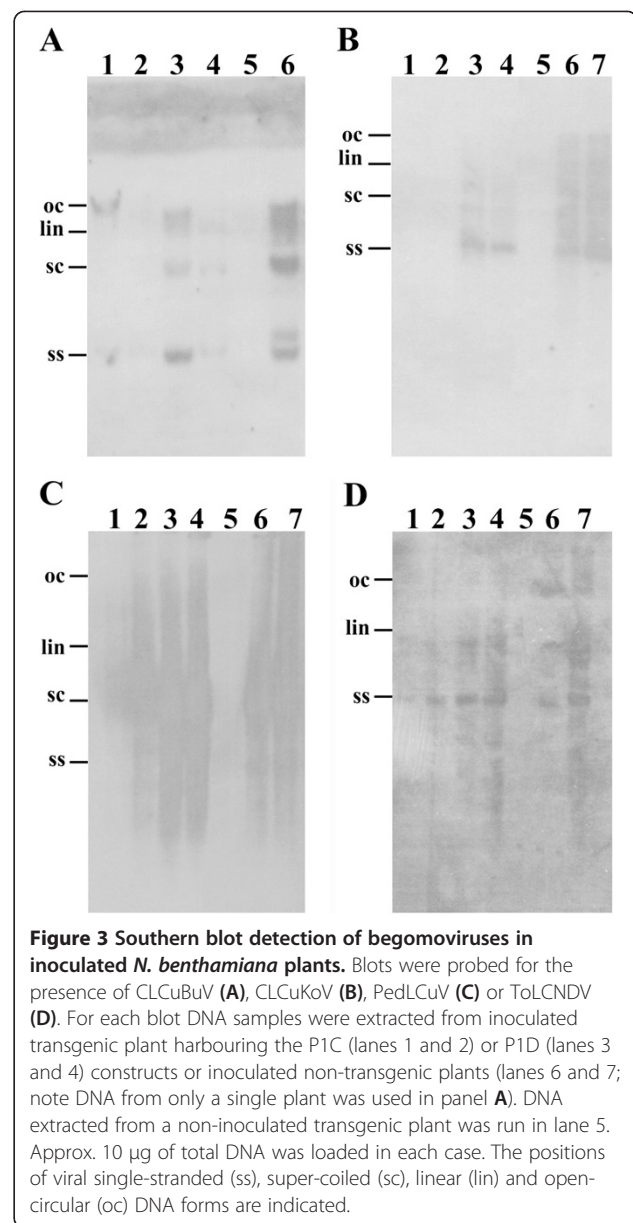 A
1 2 3 4 5 6
oc
lin
sc
ss
B
1 2 3 4 5 6 7
oc
lin
sc
ss
C
1 2 3 4 5 6 7
oc
lin
sc
ss
D
1 2 3 4 5 6 7
oc
lin
ss
Figure 3 Southern blot detection of begomoviruses in
inoculated N. benthamiana plants. Blots were probed for the
presence of CLCuBuV (A), CLCuKoV (B), PedLCuV (C) or ToLCNDV
(D). For each blot DNA samples were extracted from inoculated
transgenic plant harbouring the P1C (lanes 1 and 2) or P1D (lanes 3
and 4) constructs or inoculated non-transgenic plants (lanes 6 and 7;
note DNA from only a single plant was used in panel A). DNA
extracted from a non-inoculated transgenic plant was run in lane 5.
Approx. 10 μg of total DNA was loaded in each case. The positions
of viral single-stranded (ss), super-coiled (sc), linear (lin) and open-
circular (oc) DNA forms are indicated.